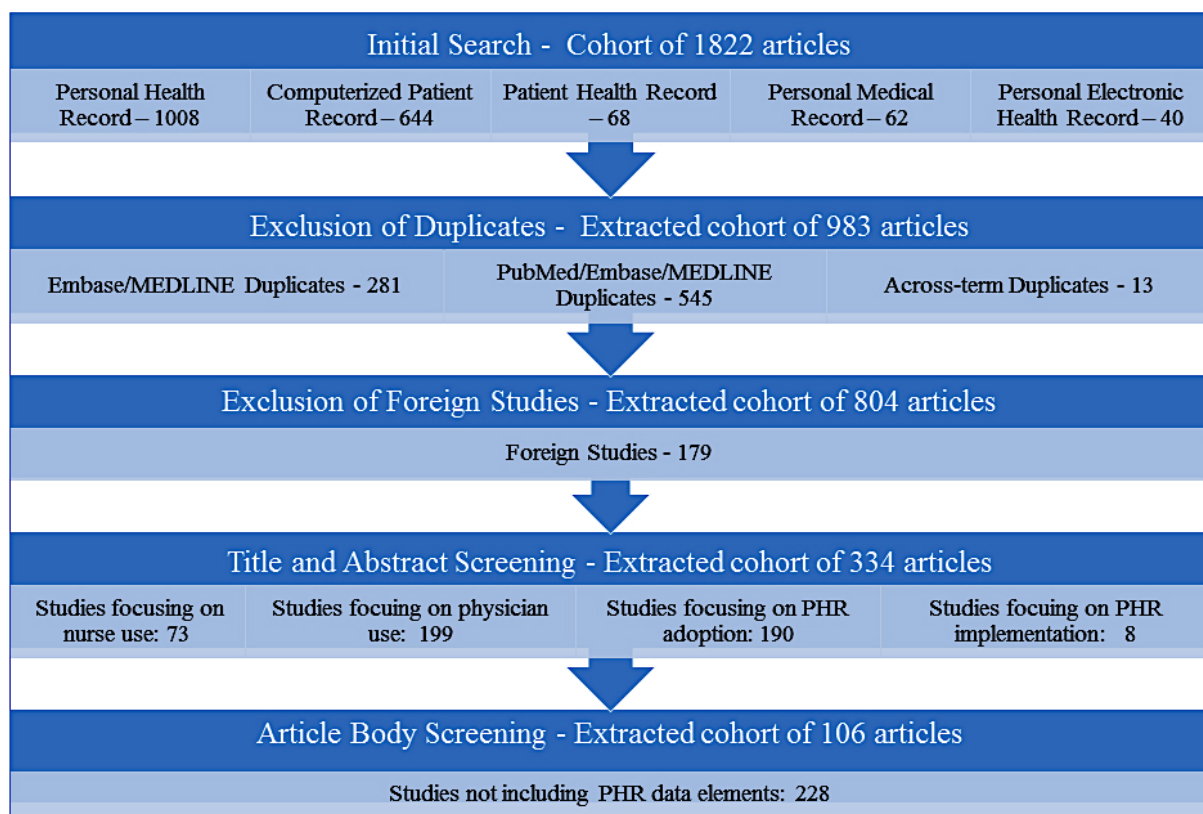 Initial Search - Cohort of 1822 articles
Personal Health
Record – 1008
Computerized Patient
Record – 644
Patient Health Record
– 68
Personal Medical
Record – 62
Personal Electronic
Health Record – 40
Exclusion of Duplicates - Extracted cohort of 983 articles
Embase/MEDLINE Duplicates - 281
PubMed/Embase/MEDLINE
Duplicates - 545
Across-term Duplicates - 13
Exclusion of Foreign Studies - Extracted cohort of 804 articles
Foreign Studies - 179
Title and Abstract Screening - Extracted cohort of 334 articles
Studies focusing on
nurse use: 73
Studies focuing on physician
use: 199
Studies focusing on PHR
adoption: 190
Studies focuing on PHR
implementation: 8
Article Body Screening - Extracted cohort of 106 articles
Studies not including PHR data elements: 228